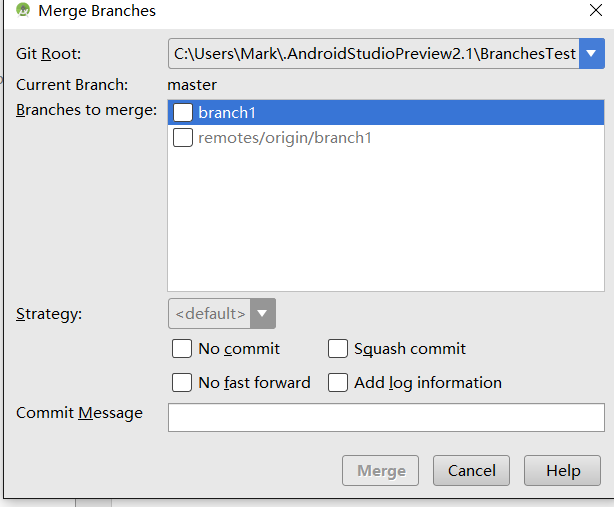 Merge Branches
Git Root: C:\Users\Mark\.AndroidStudioPreview2.1\BranchesTest
Current Branch: master
Branches to merge: branch1
remotes/origin/branch1
Strategy: <default>
No commit Squash commit
No fast forward Add log information
Commit Message
Merge Cancel Help